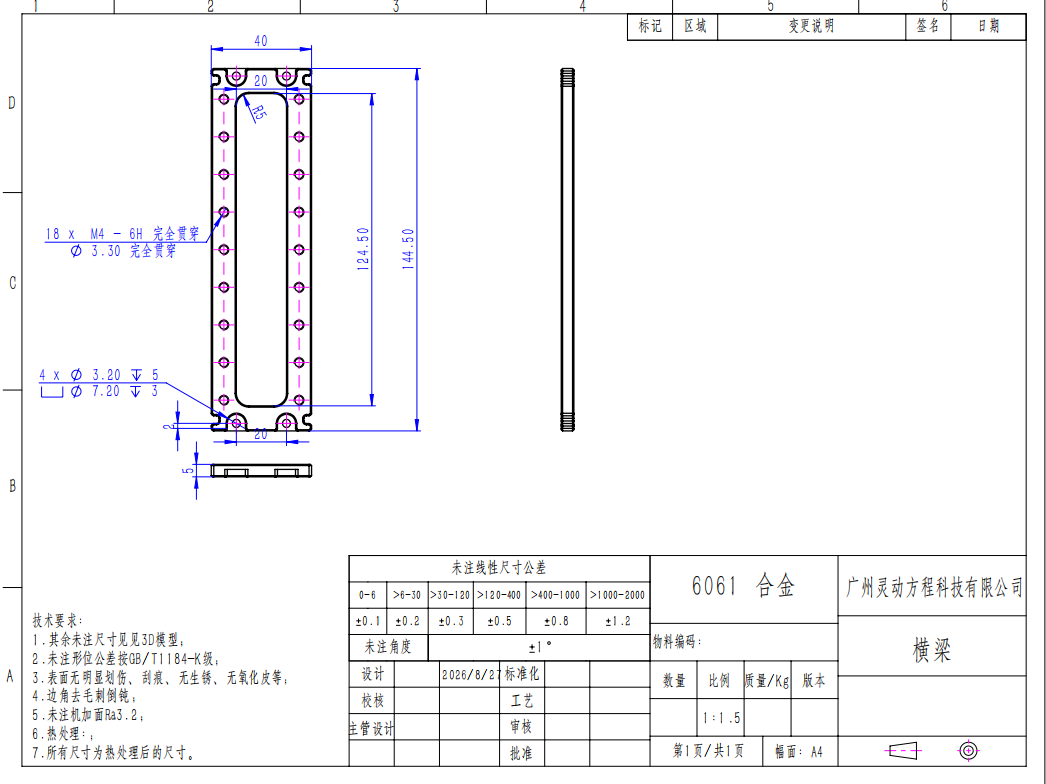 1 2 3 4 5 6
标记 区域 变更说明 签名 日期
D
C
B
A
40
20
R5
18 x M4 - 6H 完全贯穿
Ø 3.30 完全贯穿
124.50
144.50
4 x Ø 3.20 ↧ 5
⌴ Ø 7.20 ↧ 3
20
5
未注线性尺寸公差
0-6 >6-30 >30-120 >120-400 >400-1000 >1000-2000
±0.1 ±0.2 ±0.3 ±0.5 ±0.8 ±1.2
未注角度 ±1°
设计 2026/8/27 标准化
校核 工艺
主管设计 审核
批准
6061 合金
广州灵动方程科技有限公司
物料编码:
横梁
数量 比例 质量/Kg 版本
1:1.5
第1页/共1页 幅面: A4
技术要求:
1.其余未注尺寸见见3D模型;
2.未注形位公差按GB/T1184-K级;
3.表面无明显划伤、刮痕、无生锈、无氧化皮等;
4.边角去毛刺倒钝;
5.未注机加面Ra3.2;
6.热处理:;
7.所有尺寸为热处理后的尺寸。